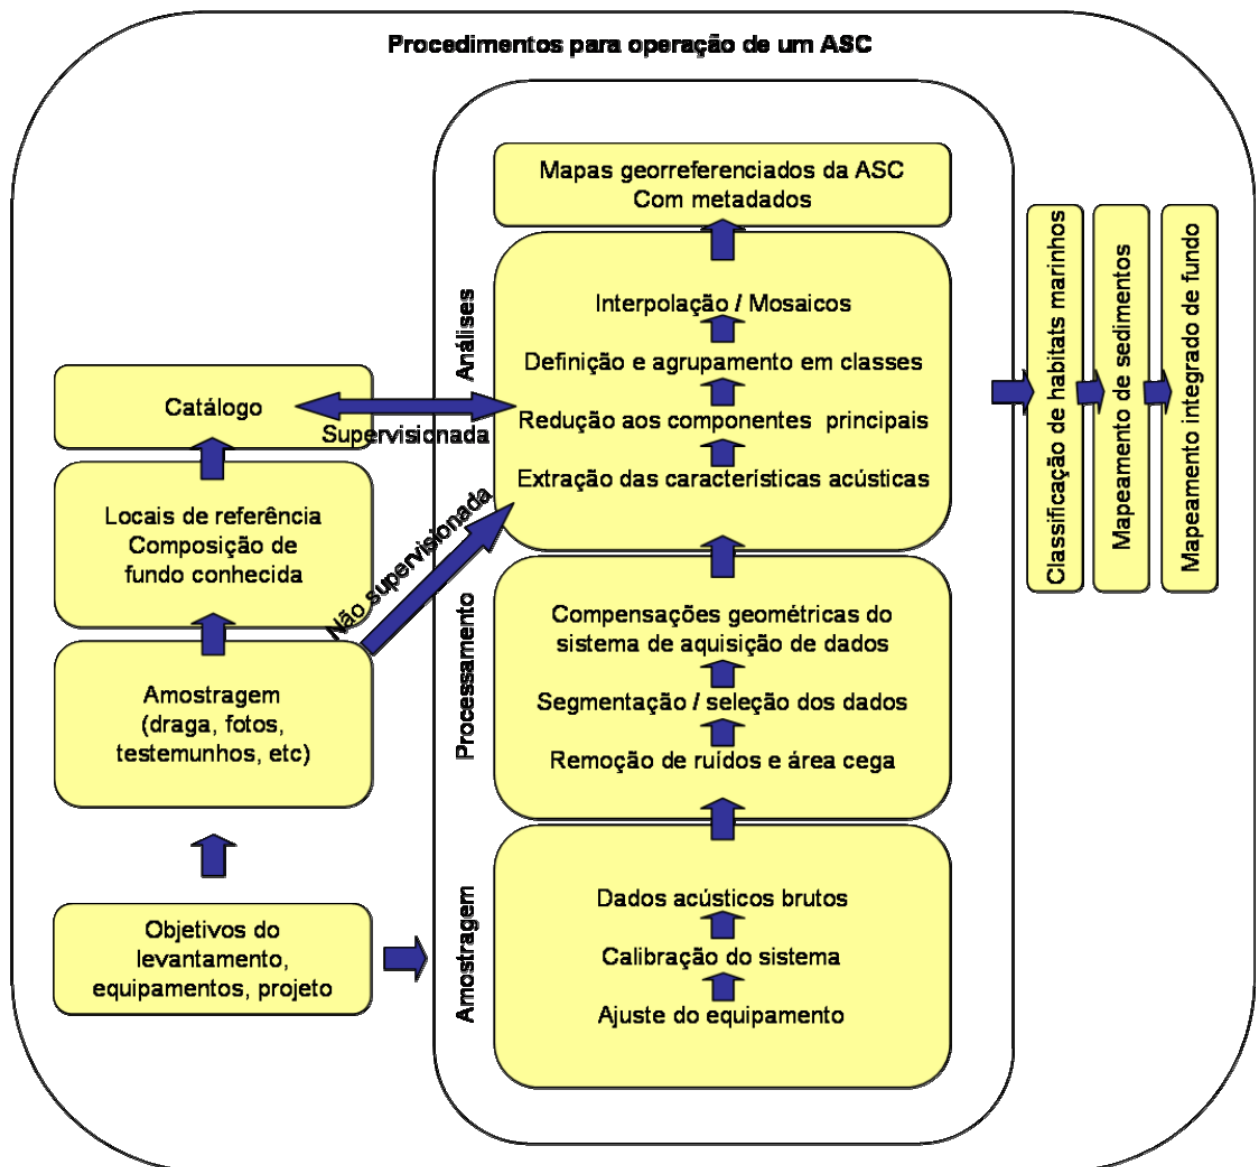 Procedimentos para operação de um ASC
Mapas georreferenciados da ASC
Com metadados
Análises
Interpolação / Mosaicos
Definição e agrupamento em classes
Redução aos componentes principais
Extração das características acústicas
Catálogo
Supervisionada
Não supervisionada
Locais de referência
Composição de
fundo conhecida
Amostragem
(draga, fotos,
testemunhos, etc)
Objetivos do
levantamento,
equipamentos, projeto
Processamento
Compensações geométricas do
sistema de aquisição de dados
Segmentação / seleção dos dados
Remoção de ruídos e área cega
Amostragem
Dados acústicos brutos
Calibração do sistema
Ajuste do equipamento
Classificação de habitats marinhos
Mapeamento de sedimentos
Mapeamento integrado de fundo